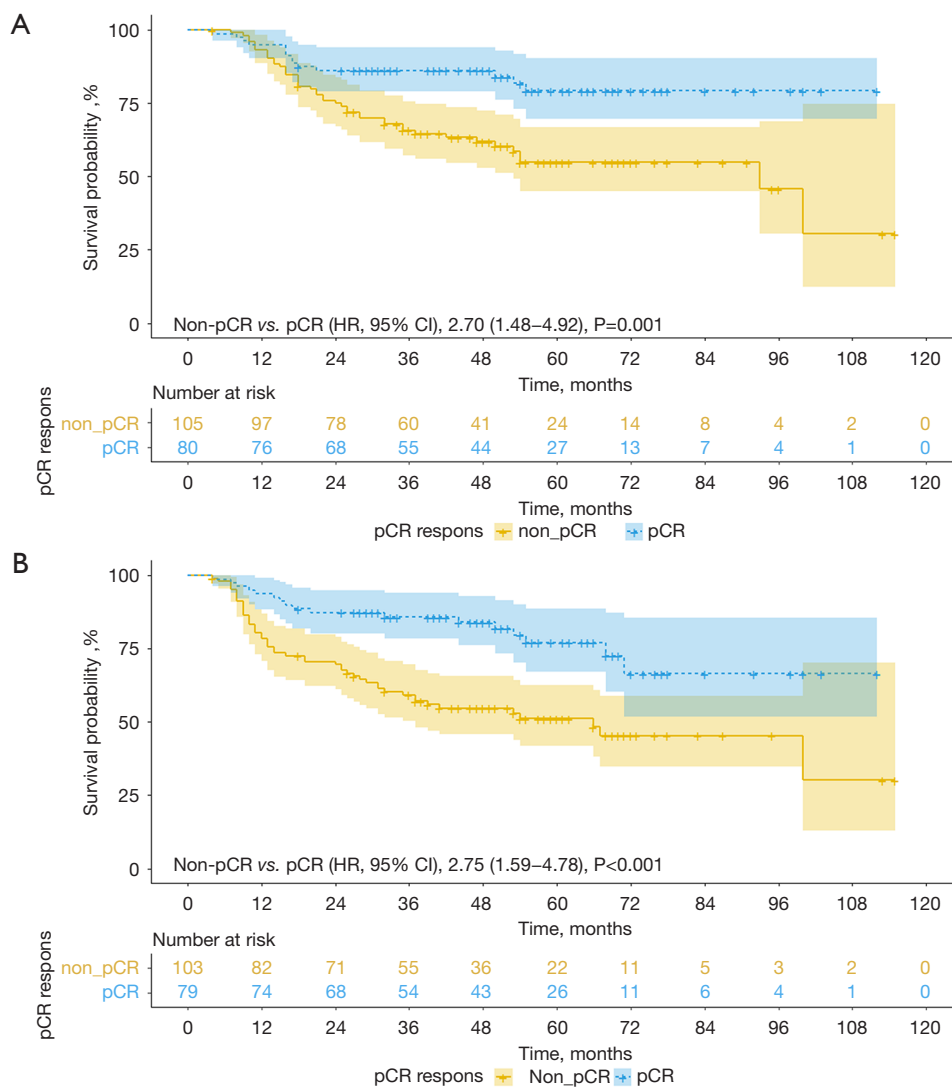 A
Survival probability ,%
100
75
50
25
0
Non-pCR vs. pCR (HR, 95% CI), 2.70 (1.48–4.92), P=0.001
0 12 24 36 48 60 72 84 96 108 120
Time, months
pCR respons
Number at risk
non_pCR 105 97 78 60 41 24 14 8 4 2 0
pCR 80 76 68 55 44 27 13 7 4 1 0
0 12 24 36 48 60 72 84 96 108 120
Time, months
pCR respons non_pCR pCR
B
Survival probability ,%
100
75
50
25
0
Non-pCR vs. pCR (HR, 95% CI), 2.75 (1.59–4.78), P<0.001
0 12 24 36 48 60 72 84 96 108 120
Time, months
pCR respons
Number at risk
non_pCR 103 82 71 55 36 22 11 5 3 2 0
pCR 79 74 68 54 43 26 11 6 4 1 0
0 12 24 36 48 60 72 84 96 108 120
Time, months
pCR respons Non_pCR pCR